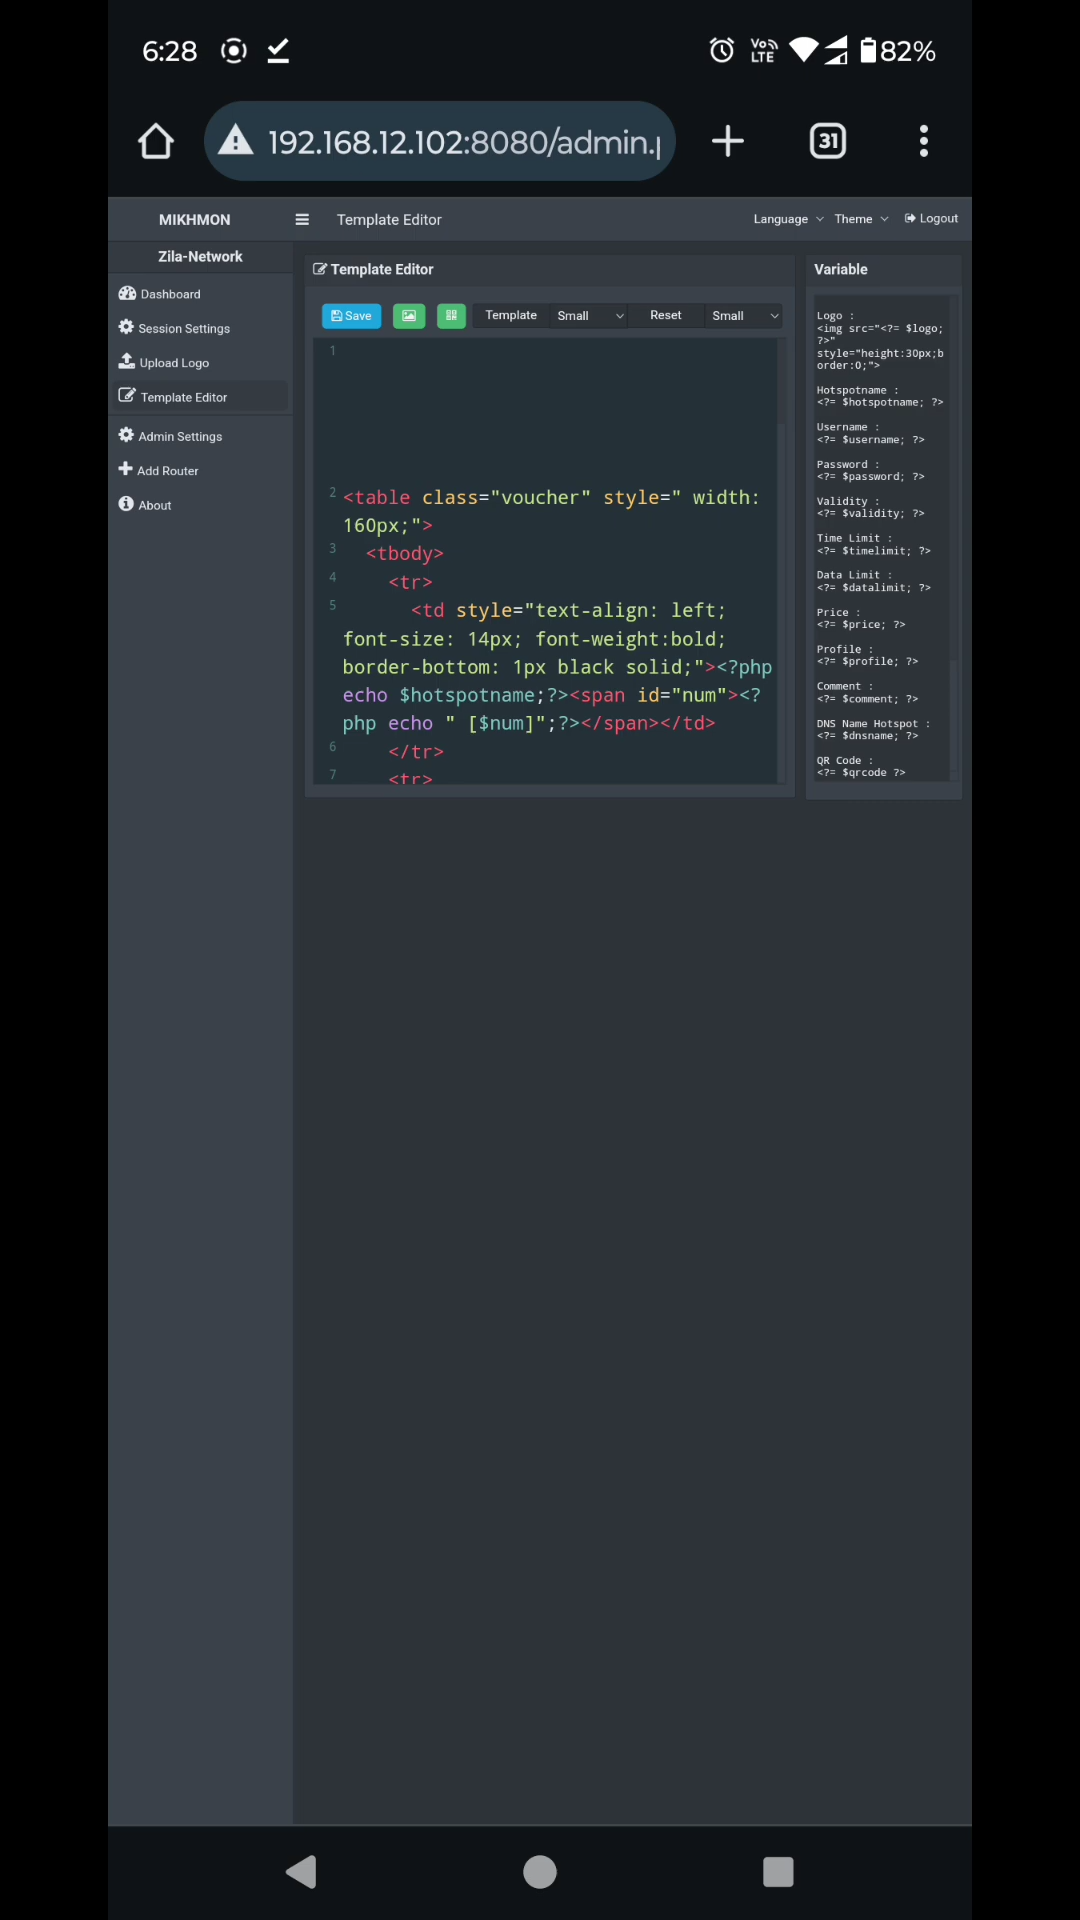 6:28
VoLTE
82%
192.168.12.102:8080/admin.p
31
MIKHMON
Template Editor
Language
Theme
Logout
Zila-Network
Dashboard
Session Settings
Upload Logo
Template Editor
Admin Settings
Add Router
About
Template Editor
Save
Template
Small
Reset
Small
1
2 <table class="voucher" style=" width:
160px;">
3 <tbody>
4 <tr>
5 <td style="text-align: left;
font-size: 14px; font-weight:bold;
border-bottom: 1px black solid;"><?php
echo $hotspotname;?><span id="num"><?
php echo " [$num]";?></span></td>
6 </tr>
7 <tr>
Variable
Logo :
<img src="<?= $logo;
?>"
style="height:30px;b
order:0;">
Hotspotname :
<?= $hotspotname; ?>
Username :
<?= $username; ?>
Password :
<?= $password; ?>
Validity :
<?= $validity; ?>
Time Limit :
<?= $timelimit; ?>
Data Limit :
<?= $datalimit; ?>
Price :
<?= $price; ?>
Profile :
<?= $profile; ?>
Comment :
<?= $comment; ?>
DNS Name Hotspot :
<?= $dnsname; ?>
QR Code :
<?= $qrcode ?>